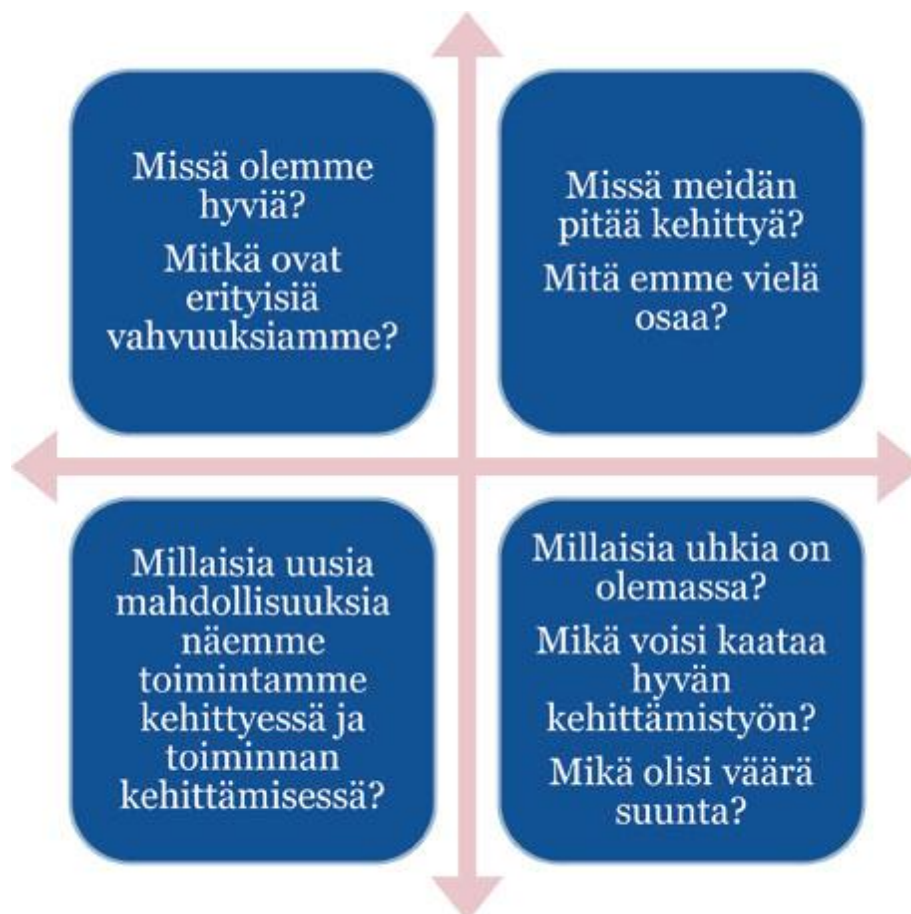 Missä olemme
hyviä?
Mitkä ovat
erityisiä
vahvuuksiamme?
Missä meidän
pitää kehittyä?
Mitä emme vielä
osaa?
Millaisia uusia
mahdollisuuksia
näemme
toimintamme
kehittyessä ja
toiminnan
kehittämisessä?
Millaisia uhkia on
olemassa?
Mikä voisi kaataa
hyvän
kehittämistyön?
Mikä olisi väärä
suunta?